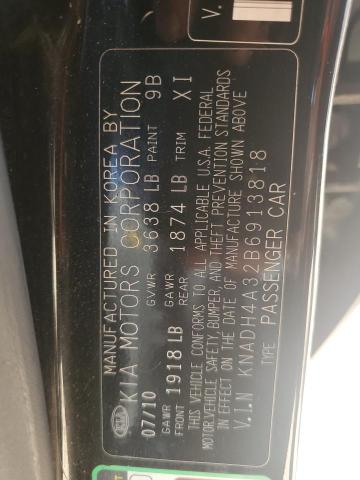 MANUFACTURED IN KOREA BY
KIA KIA MOTORS CORPORATION
07/10 GVWR 3638 LB PAINT 9B
GAWR FRONT 1918 LB GAWR REAR 1874 LB TRIM XI
THIS VEHICLE CONFORMS TO ALL APPLICABLE U.S.A. FEDERAL
MOTOR VEHICLE SAFETY, BUMPER, AND THEFT PREVENTION STANDARDS
IN EFFECT ON THE DATE OF MANUFACTURE SHOWN ABOVE
V.I.N KNADH4A32B6913818
TYPE PASSENGER CAR
V.